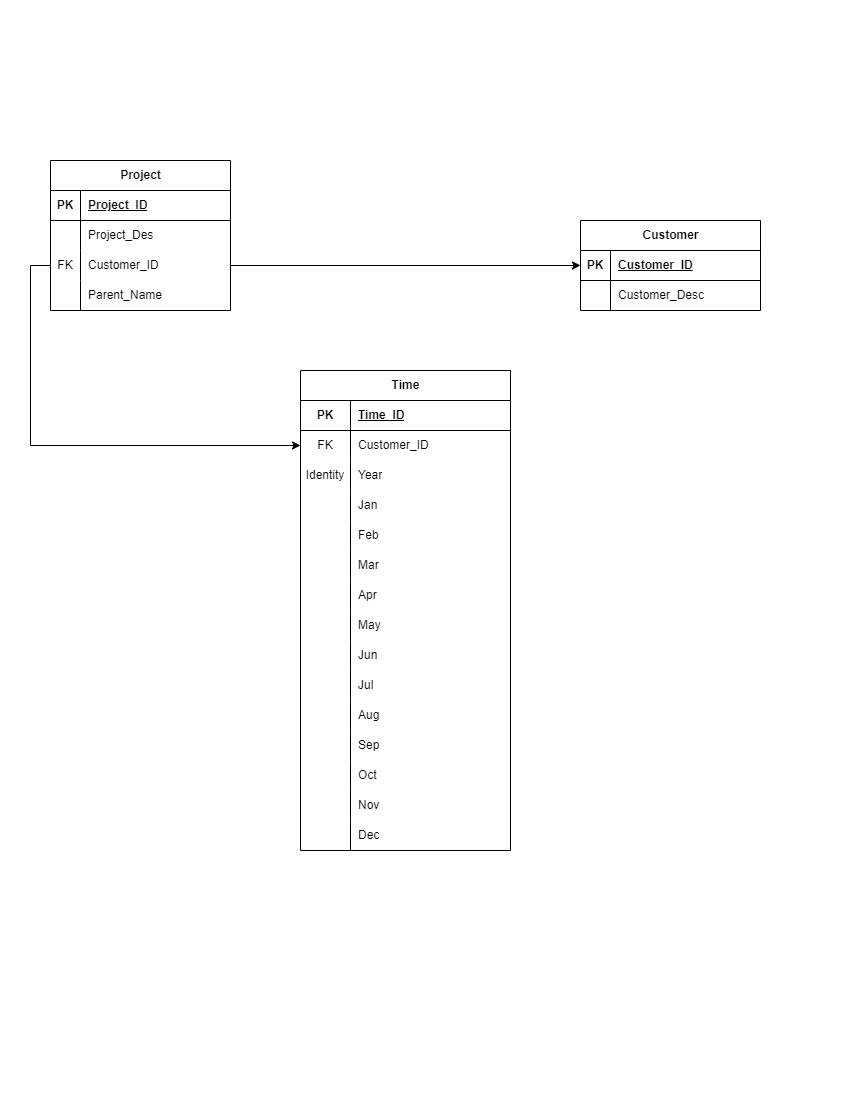 Project
PK Project_ID
Project_Des
FK Customer_ID
Parent_Name
Customer
PK Customer_ID
Customer_Desc
Time
PK Time_ID
FK Customer_ID
Identity Year
Jan
Feb
Mar
Apr
May
Jun
Jul
Aug
Sep
Oct
Nov
Dec